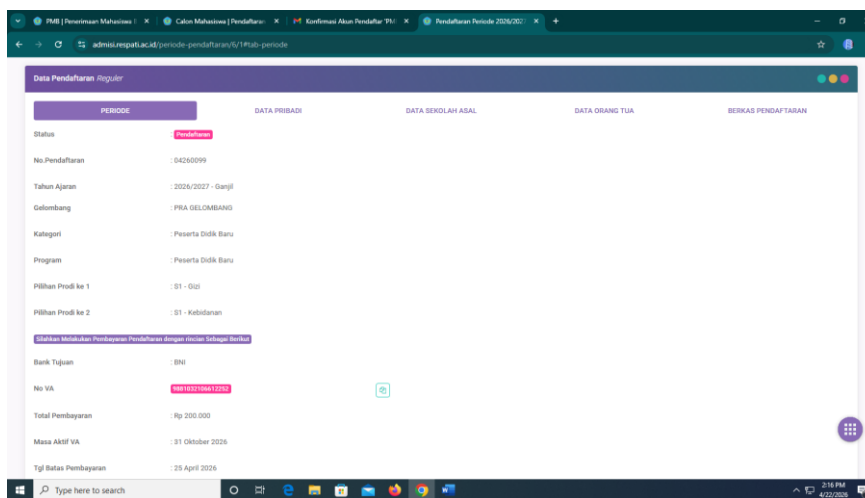 PMB | Penerimaan Mahasiswa
Calon Mahasiswa | Pendaftaran
Konfirmasi Akun Pendaftar 'PM
Pendaftaran Periode 2026/202
admisi.respati.ac.id/periode-pendaftaran/6/1#tab-periode
Data Pendaftaran Reguler
PERIODE DATA PRIBADI DATA SEKOLAH ASAL DATA ORANG TUA BERKAS PENDAFTARAN
Status : Pendaftaran
No.Pendaftaran : 04260099
Tahun Ajaran : 2026/2027 - Ganjil
Gelombang : PRA GELOMBANG
Kategori : Peserta Didik Baru
Program : Peserta Didik Baru
Pilihan Prodi ke 1 : S1 - Gizi
Pilihan Prodi ke 2 : S1 - Kebidanan
Silahkan Melakukan Pembayaran Pendaftaran dengan rincian Sebagai Berikut
Bank Tujuan : BNI
No VA : 9881032106612252
Total Pembayaran : Rp 200.000
Masa Aktif VA : 31 Oktober 2026
Tgl Batas Pembayaran : 25 April 2026
Type here to search
2:16 PM
4/22/2026